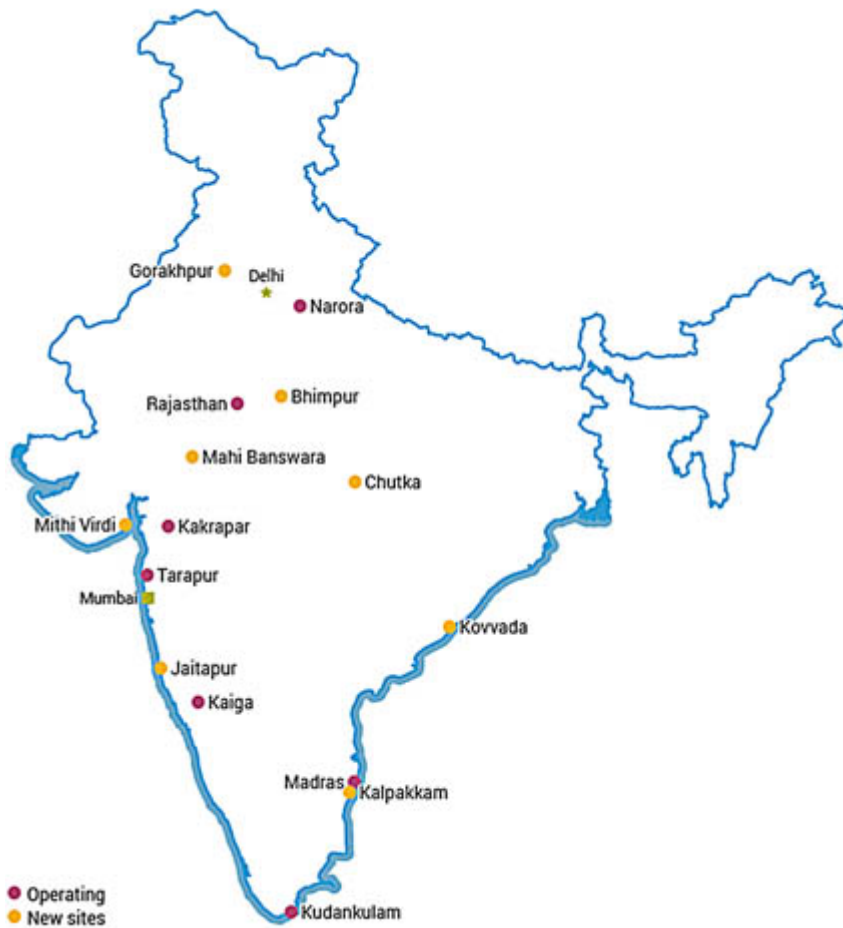 Gorakhpur
Delhi
Narora
Rajasthan
Bhimpur
Mahi Banswara
Chutka
Mithi Virdi
Kakrapar
Tarapur
Mumbai
Kovvada
Jaitapur
Kaiga
Madras
Kalpakkam
Operating
Kudankulam
New sites